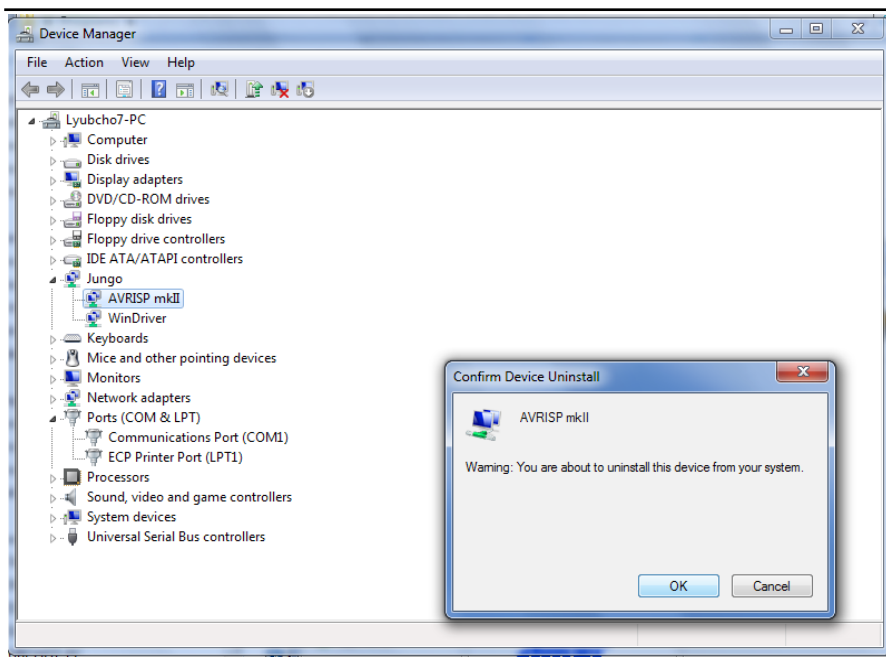 Device Manager
File Action View Help
Lyubcho7-PC
Computer
Disk drives
Display adapters
DVD/CD-ROM drives
Floppy disk drives
Floppy drive controllers
IDE ATA/ATAPI controllers
Jungo
AVRISP mkII
WinDriver
Keyboards
Mice and other pointing devices
Monitors
Network adapters
Ports (COM & LPT)
Communications Port (COM1)
ECP Printer Port (LPT1)
Processors
Sound, video and game controllers
System devices
Universal Serial Bus controllers
Confirm Device Uninstall
AVRISP mkII
Warning: You are about to uninstall this device from your system.
OK Cancel